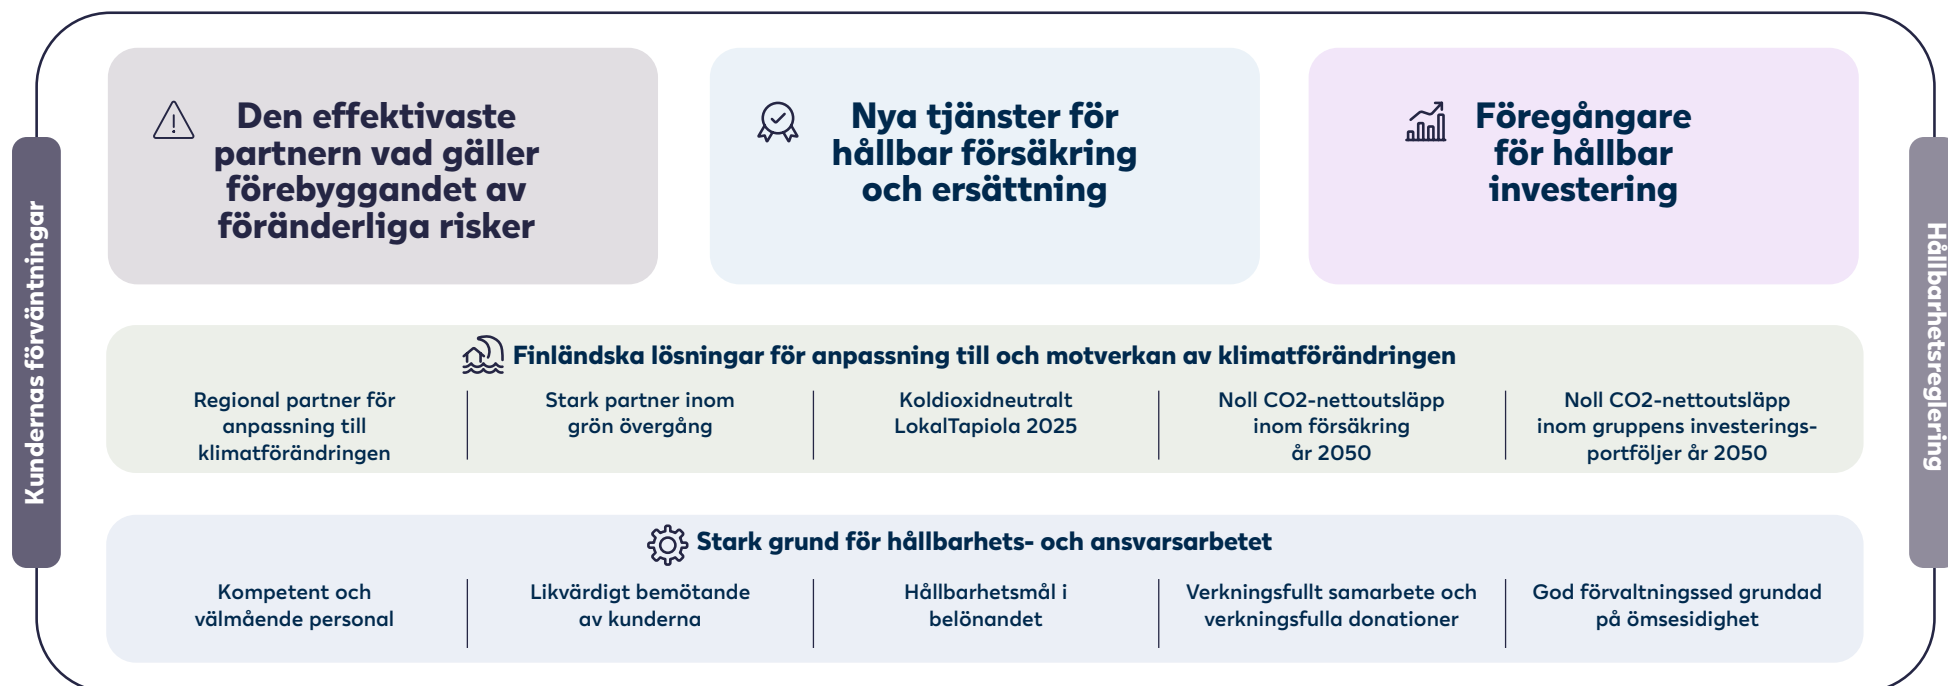 Kundernas förväntningar
Den effektivaste
partnern vad gäller
förebyggandet av
föränderliga risker
Nya tjänster för
hållbar försäkring
och ersättning
Föregångare
för hållbar
investering
Finländska lösningar för anpassning till och motverkan av klimatförändringen
Regional partner för
anpassning till
klimatförändringen
Stark partner inom
grön övergång
Koldioxidneutralt
LokalTapiola 2025
Noll CO2-nettoutsläpp
inom försäkring
år 2050
Noll CO2-nettoutsläpp
inom gruppens investerings-
portföljer år 2050
Stark grund för hållbarhets- och ansvarsarbetet
Kompetent och
välmående personal
Likvärdigt bemötande
av kunderna
Hållbarhetsmål i
belönandet
Verkningsfullt samarbete och
verkningsfulla donationer
God förvaltningssed grundad
på ömsesidighet
Hållbarhetsreglering